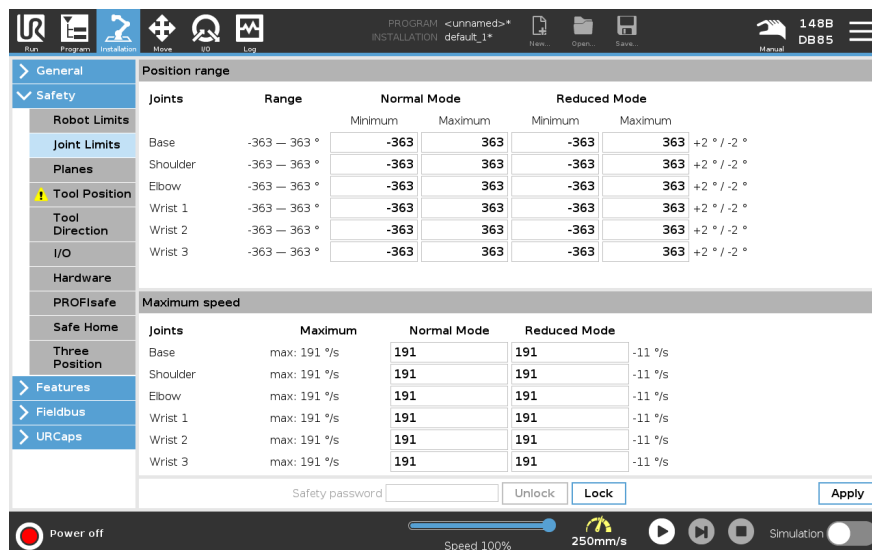 PROGRAM <unnamed>*
INSTALLATION default_1*
148B
DB85
Run Program Installation Move I/O Log New... Open... Save... Manual
General
Safety
Robot Limits
Joint Limits
Planes
Tool Position
Tool
Direction
I/O
Hardware
PROFIsafe
Safe Home
Three
Position
Features
Fieldbus
URCaps
Position range
Joints Range Normal Mode Reduced Mode
Minimum Maximum Minimum Maximum
Base -363 — 363 ° -363 363 -363 363 +2 ° / -2 °
Shoulder -363 — 363 ° -363 363 -363 363 +2 ° / -2 °
Elbow -363 — 363 ° -363 363 -363 363 +2 ° / -2 °
Wrist 1 -363 — 363 ° -363 363 -363 363 +2 ° / -2 °
Wrist 2 -363 — 363 ° -363 363 -363 363 +2 ° / -2 °
Wrist 3 -363 — 363 ° -363 363 -363 363 +2 ° / -2 °
Maximum speed
Joints Maximum Normal Mode Reduced Mode
Base max: 191 °/s 191 191 -11 °/s
Shoulder max: 191 °/s 191 191 -11 °/s
Elbow max: 191 °/s 191 191 -11 °/s
Wrist 1 max: 191 °/s 191 191 -11 °/s
Wrist 2 max: 191 °/s 191 191 -11 °/s
Wrist 3 max: 191 °/s 191 191 -11 °/s
Safety password Unlock Lock Apply
Power off Speed 100% 250mm/s Simulation